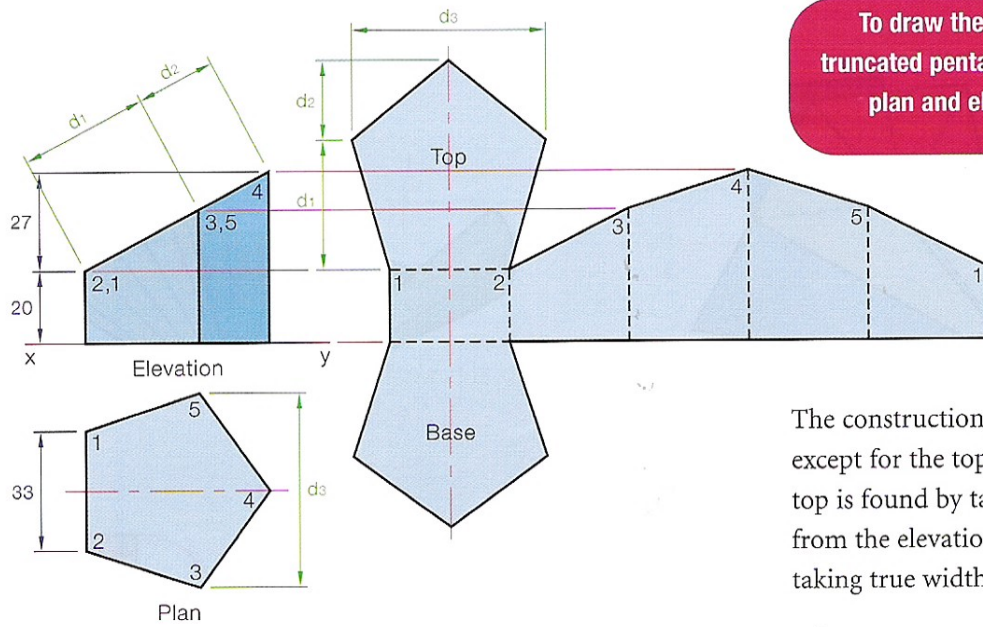 To draw the
truncated penta
plan and el
d₁
d₂
27
20
4
3,5
2,1
x
y
Elevation
d₃
d₂
d₁
Top
1
2
3
4
5
1
Base
5
1
33
4
d₃
2
3
Plan
The construction
except for the top
top is found by ta
from the elevatio
taking true width